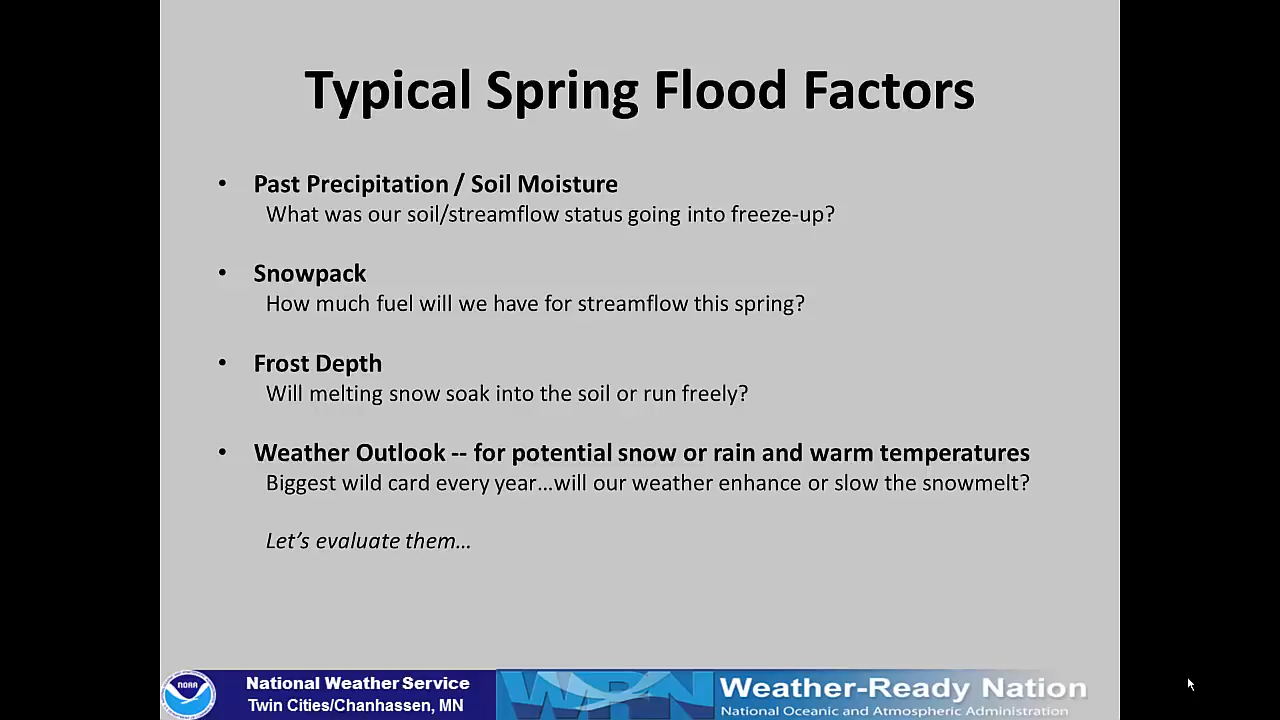 Typical Spring Flood Factors
• Past Precipitation / Soil Moisture
What was our soil/streamflow status going into freeze-up?
• Snowpack
How much fuel will we have for streamflow this spring?
• Frost Depth
Will melting snow soak into the soil or run freely?
• Weather Outlook -- for potential snow or rain and warm temperatures
Biggest wild card every year…will our weather enhance or slow the snowmelt?
Let’s evaluate them…
NOAA
National Weather Service
Twin Cities/Chanhassen, MN
WRN
Weather-Ready Nation
National Oceanic and Atmospheric Administration